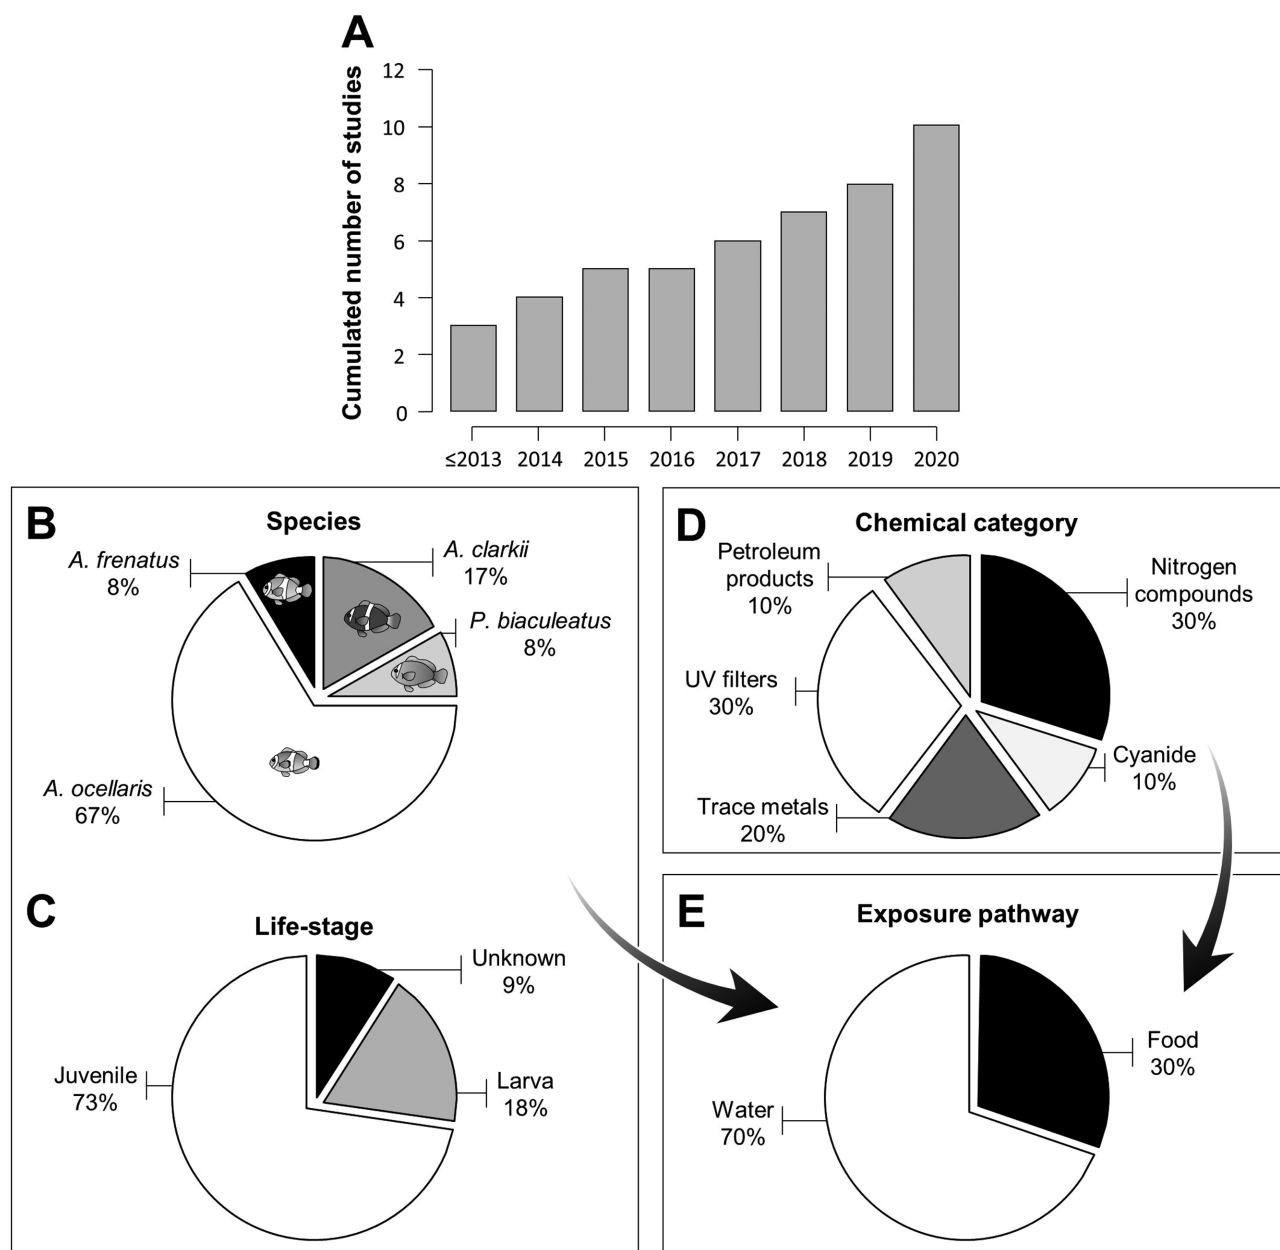 A
Cumulated number of studies
12
10
8
6
4
2
0
≤2013 2014 2015 2016 2017 2018 2019 2020
B
Species
A. frenatus
8%
A. clarkii
17%
P. biaculeatus
8%
A. ocellaris
67%
C
Life-stage
Unknown
9%
Larva
18%
Juvenile
73%
D
Chemical category
Petroleum
products
10%
Nitrogen
compounds
30%
UV filters
30%
Cyanide
10%
Trace metals
20%
E
Exposure pathway
Food
30%
Water
70%